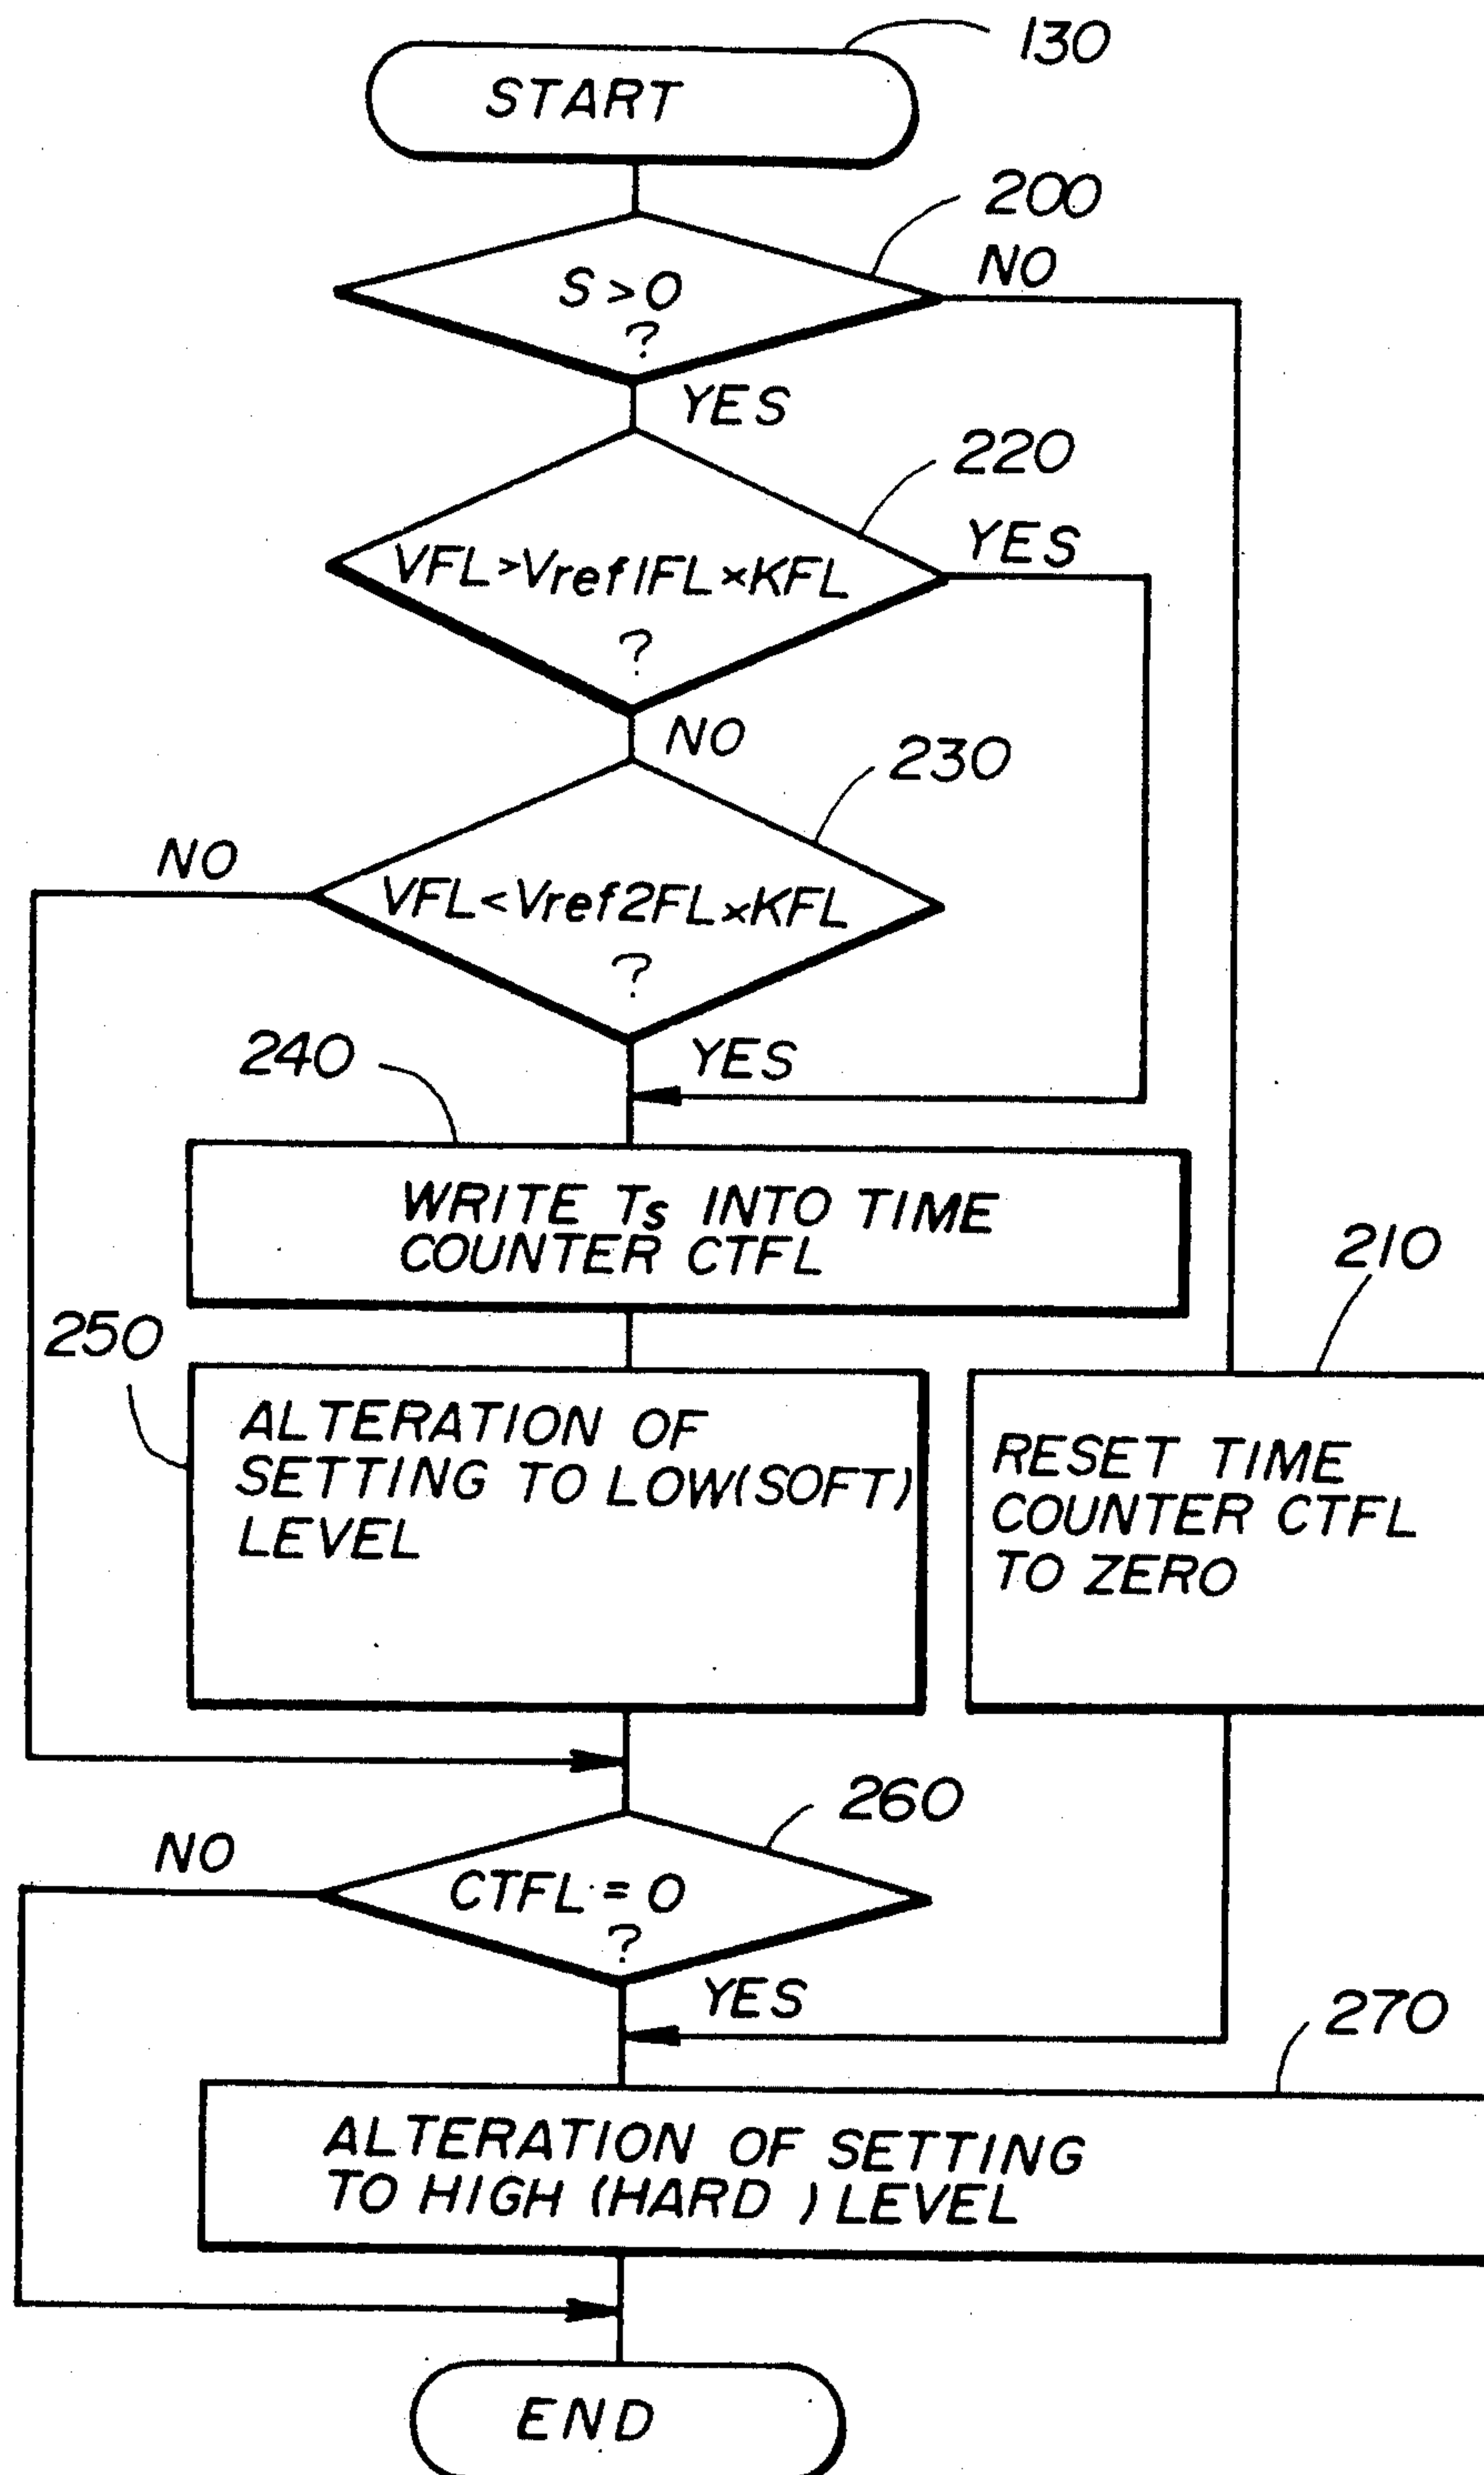 130
START
200
S>0
?
NO
YES
220
VFL>Vref1FL×KFL
?
YES
NO
230
NO
VFL<Vref2FL×KFL
?
YES
240
WRITE Ts INTO TIME
COUNTER CTFL
210
250
ALTERATION OF
SETTING TO LOW(SOFT)
LEVEL
RESET TIME
COUNTER CTFL
TO ZERO
260
NO
CTFL = 0
?
YES
270
ALTERATION OF SETTING
TO HIGH (HARD ) LEVEL
END